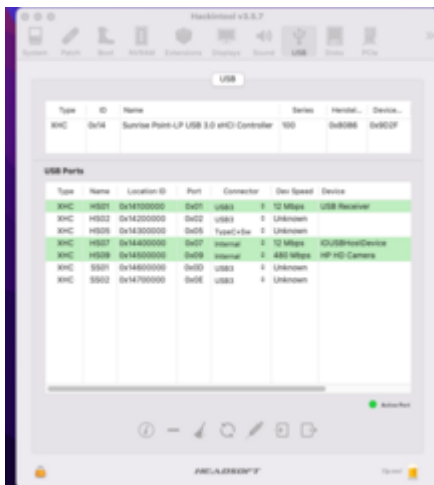 Hackintool v3.5.7
System Patch Boot NVRAM Extensions Displays Sound USB Disks PCIe
USB
Type ID Name Series Device...
XHC 0x14 Sunrise Point-LP USB 3.0 xHCI Controller 100 0x8086 0x9D2F
USB Ports
Type Name Location ID Port Connector Dev Speed Device
XHC HS01 0x14100000 0x01 USB3 12 Mbps USB Receiver
XHC HS02 0x14200000 0x02 USB3 Unknown
XHC HS05 0x14300000 0x05 TypeC+Sw Unknown
XHC HS07 0x14400000 0x07 Internal 12 Mbps IOUSBHostDevice
XHC 0x14500000 Internal 480 Mbps HP HD Camera
XHC SS01 0x14600000 0x0D USB3 Unknown
XHC SS02 0x14700000 0x0E USB3 Unknown
Active Port
HEADSOFT